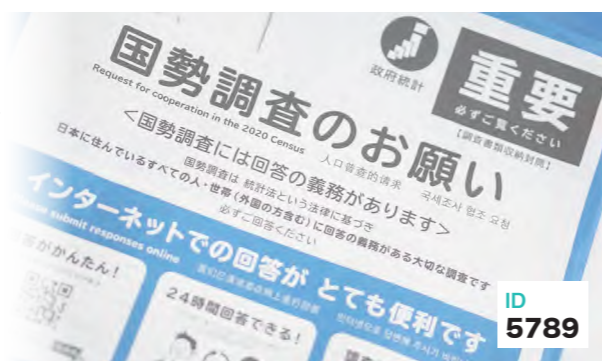 政府統計
重要
必ずご覧ください
【調査書類収納封筒】
国勢調査のお願い
Request for cooperation in the 2020 Census
人口普查的请求
국세조사 협조 요청
<国勢調査には回答の義務があります>
国勢調査は 統計法という法律に基づき
日本に住んでいるすべての人・世帯(外国の方含む)に回答の義務がある大切な調査です
必ずご回答ください
インターネットでの回答が とても便利です
submit responses online
がかんたん!
24時間回答できる!
ID
5789